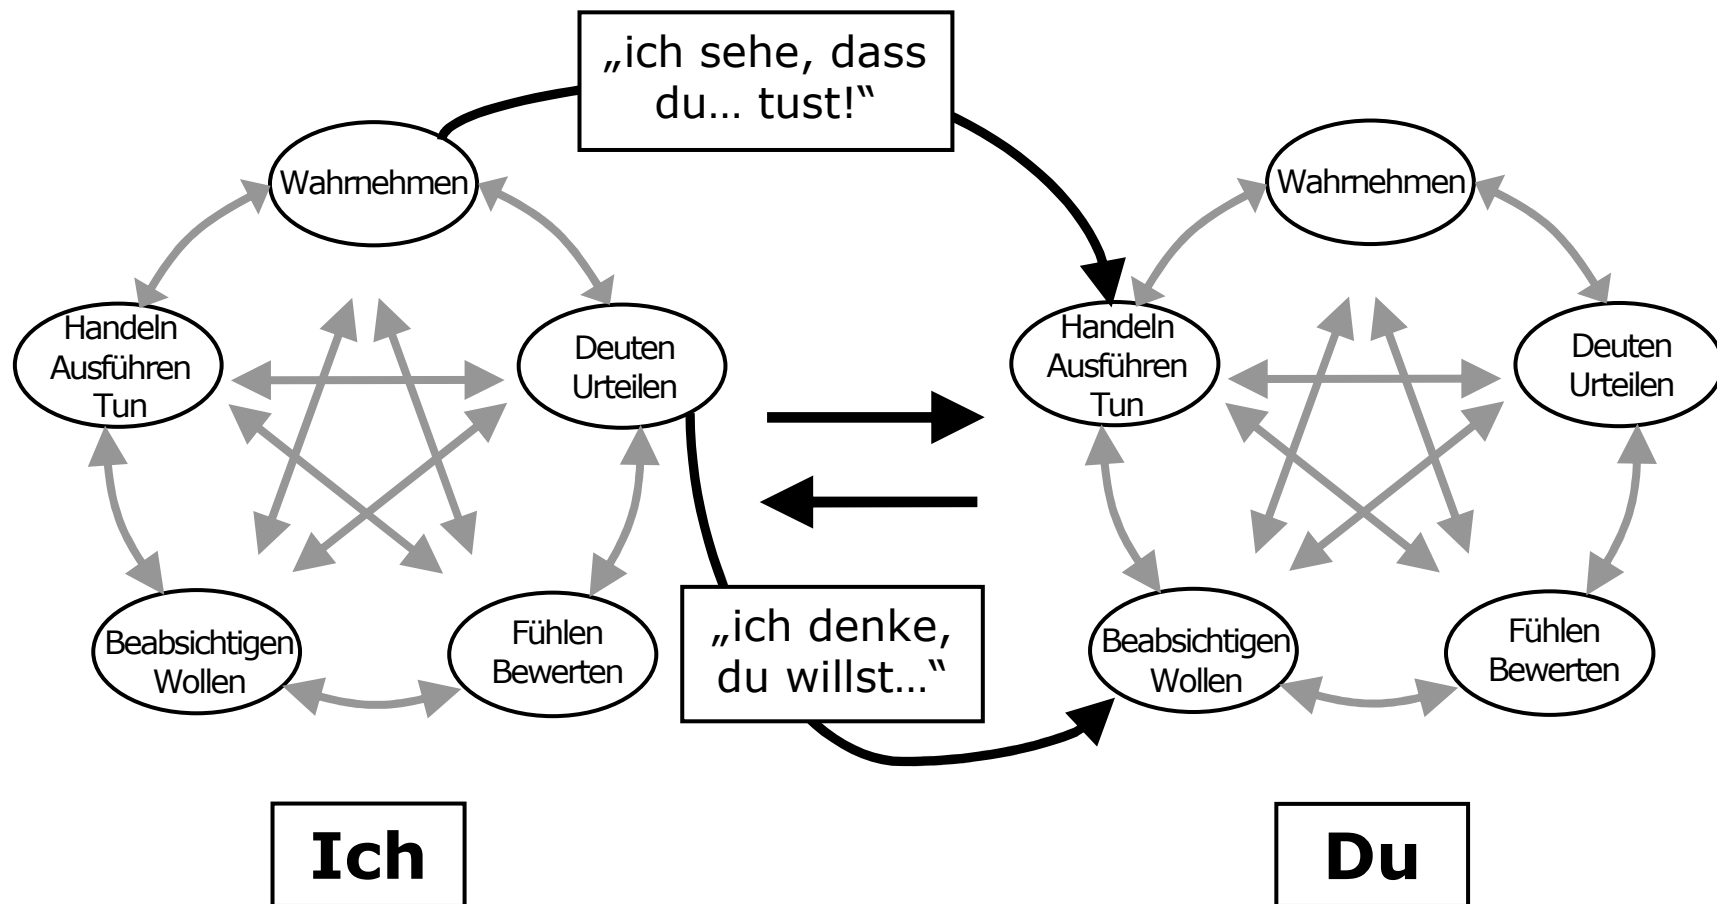 „ich sehe, dass
du... tust!“
Wahrnehmen
Handeln
Ausführen
Tun
Deuten
Urteilen
Beabsichtigen
Wollen
Fühlen
Bewerten
„ich denke,
du willst...“
Wahrnehmen
Handeln
Ausführen
Tun
Deuten
Urteilen
Beabsichtigen
Wollen
Fühlen
Bewerten
Ich
Du